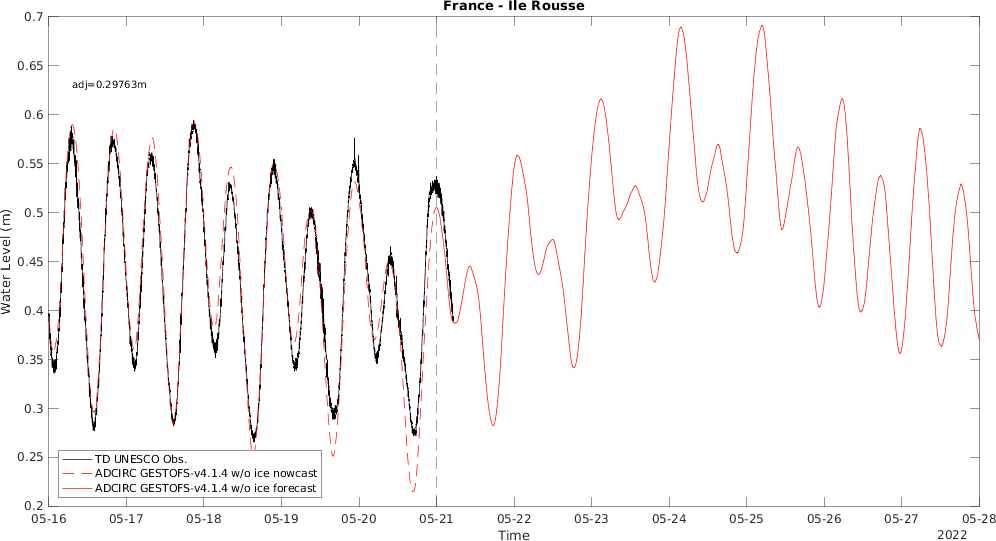 France - Ile Rousse
adj=0.29763m
Water Level (m)
0.7
0.65
0.6
0.55
0.5
0.45
0.4
0.35
0.3
0.25
0.2
TD UNESCO Obs.
ADCIRC GESTOFS-v4.1.4 w/o ice nowcast
ADCIRC GESTOFS-v4.1.4 w/o ice forecast
05-16 05-17 05-18 05-19 05-20 05-21 05-22 05-23 05-24 05-25 05-26 05-27 05-28
Time
2022